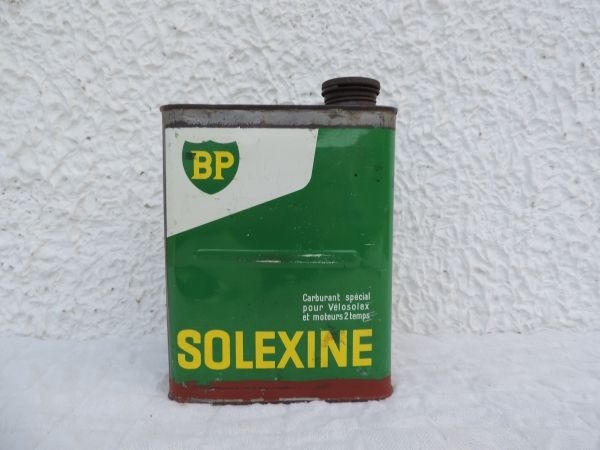 BP
Carburant spécial
pour Vélosolex
et moteurs 2 temps
SOLEXINE